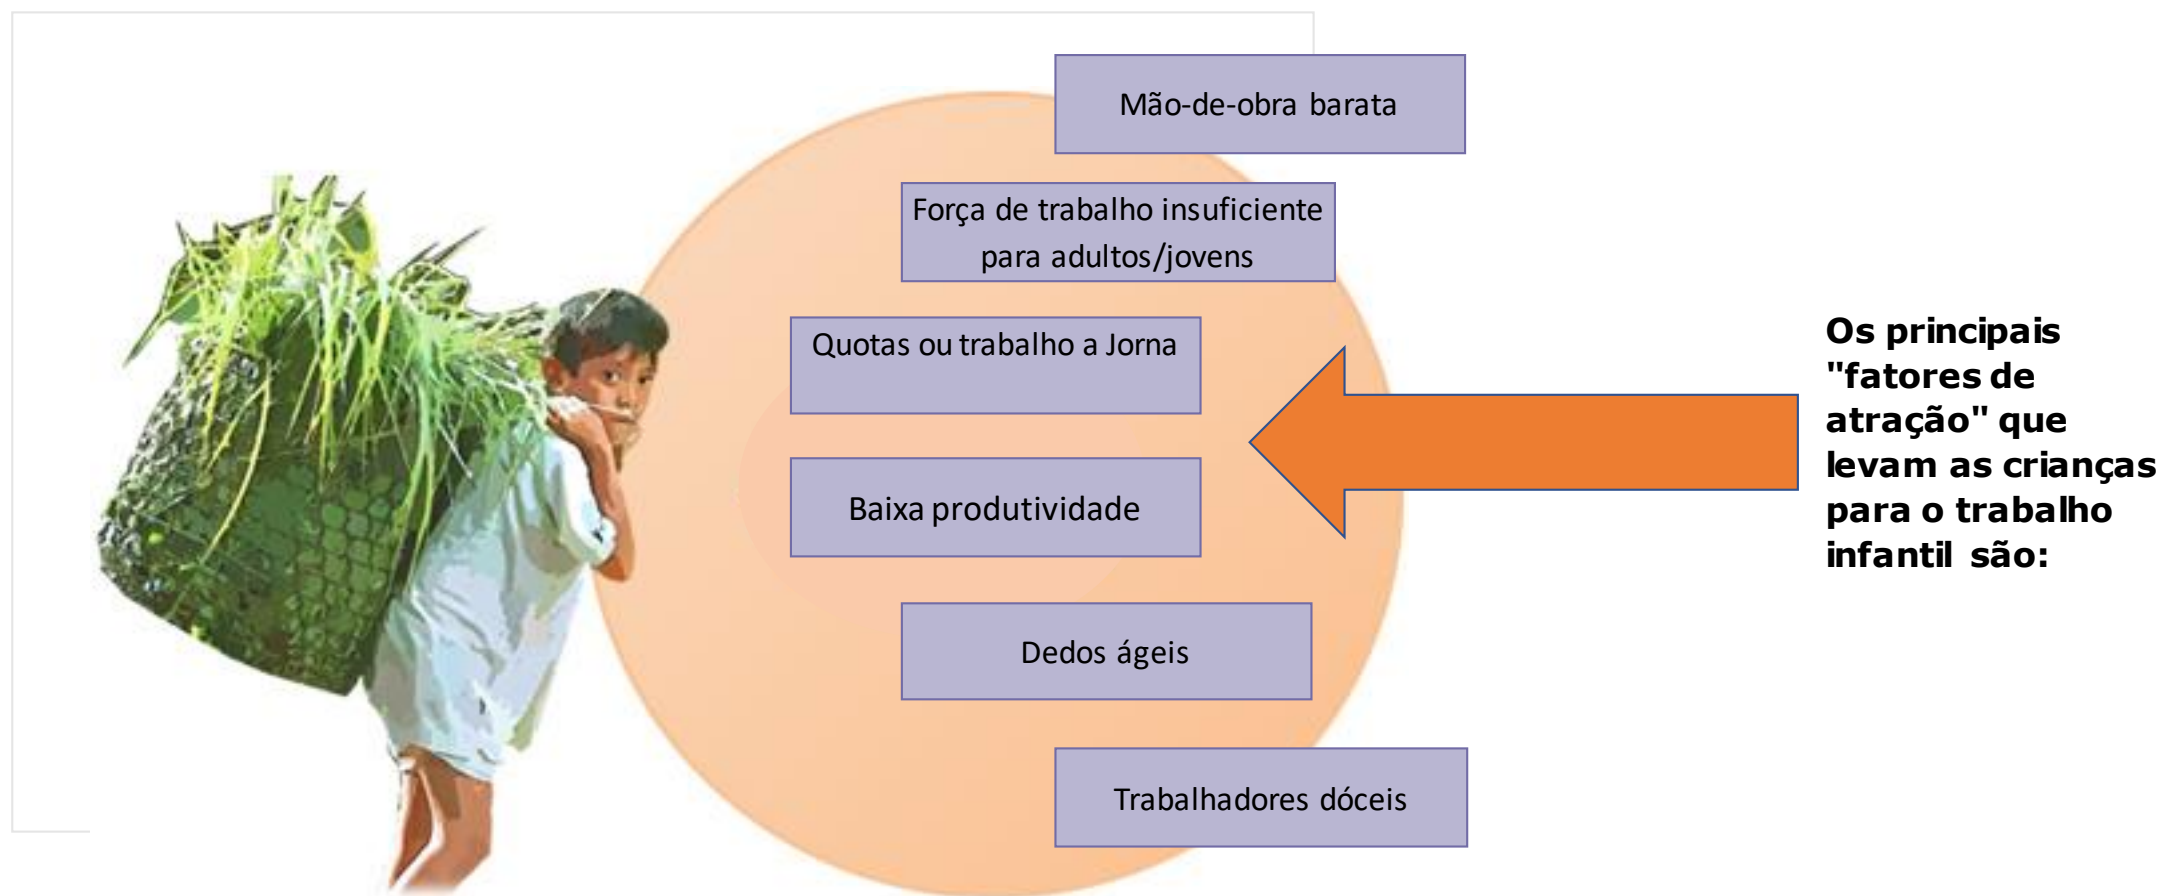 Mão-de-obra barata
Força de trabalho insuficiente
para adultos/jovens
Quotas ou trabalho a Jorna
Baixa produtividade
Dedos ágeis
Trabalhadores dóceis
Os principais
"fatores de
atração" que
levam as crianças
para o trabalho
infantil são: